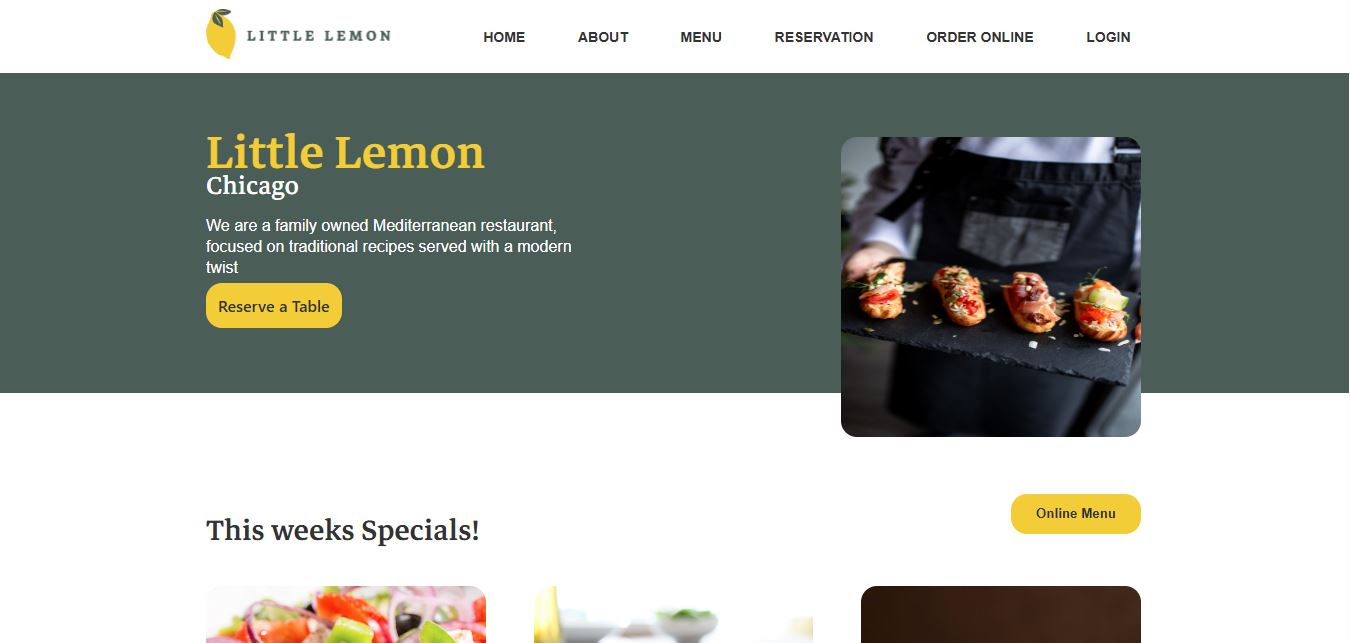 LITTLE LEMON
HOME ABOUT MENU RESERVATION ORDER ONLINE LOGIN
Little Lemon
Chicago
We are a family owned Mediterranean restaurant,
focused on traditional recipes served with a modern
twist
Reserve a Table
This weeks Specials!
Online Menu